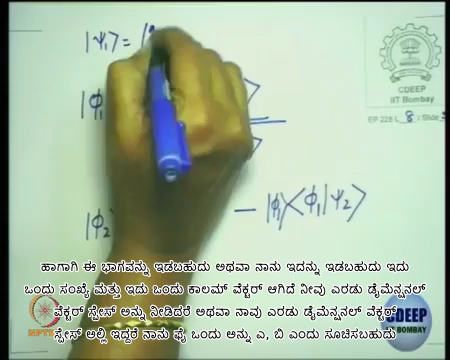 |ψ₁> = |
CDEEP
IIT Bombay
EP 228 L 8 / Slide
|ϕ₁
|ϕ₂ − |ϕ₁><ϕ₁|ψ₂>
ಹಾಗಾಗಿ ಈ ಭಾಗವನ್ನು ಇಡಬಹುದು ಅಥವಾ ನಾನು ಇದನ್ನು ಇಡಬಹುದು ಇದು
ಒಂದು ಸಂಖ್ಯೆ ಮತ್ತು ಇದು ಒಂದು ಕಾಲಮ್ ವೆಕ್ಟರ್ ಆಗಿದೆ ನೀವು ಎರಡು ಡೈಮೆನ್ಷನಲ್
ವೆಕ್ಟರ್ ಸ್ಪೇಸ್ ಅನ್ನು ನೀಡಿದರೆ ಅಥವಾ ನಾವು ಎರಡು ಡೈಮೆನ್ಷನಲ್
ಸ್ಪೇಸ್ ಅಲ್ಲಿ ಇದ್ದರೆ ನಾನು ಫೈ ಒಂದು ಅನ್ನು ಎ, ಬಿ ಎಂದು ಸೂಚಿಸಬಹುದು